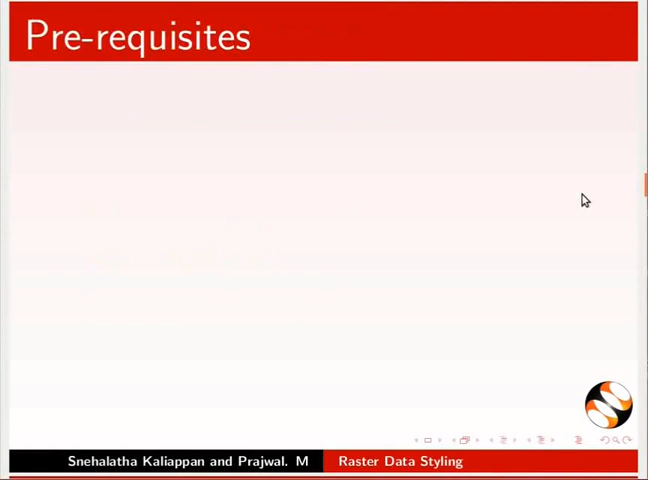 Pre-requisites
Snehalatha Kaliappan and Prajwal. M
Raster Data Styling